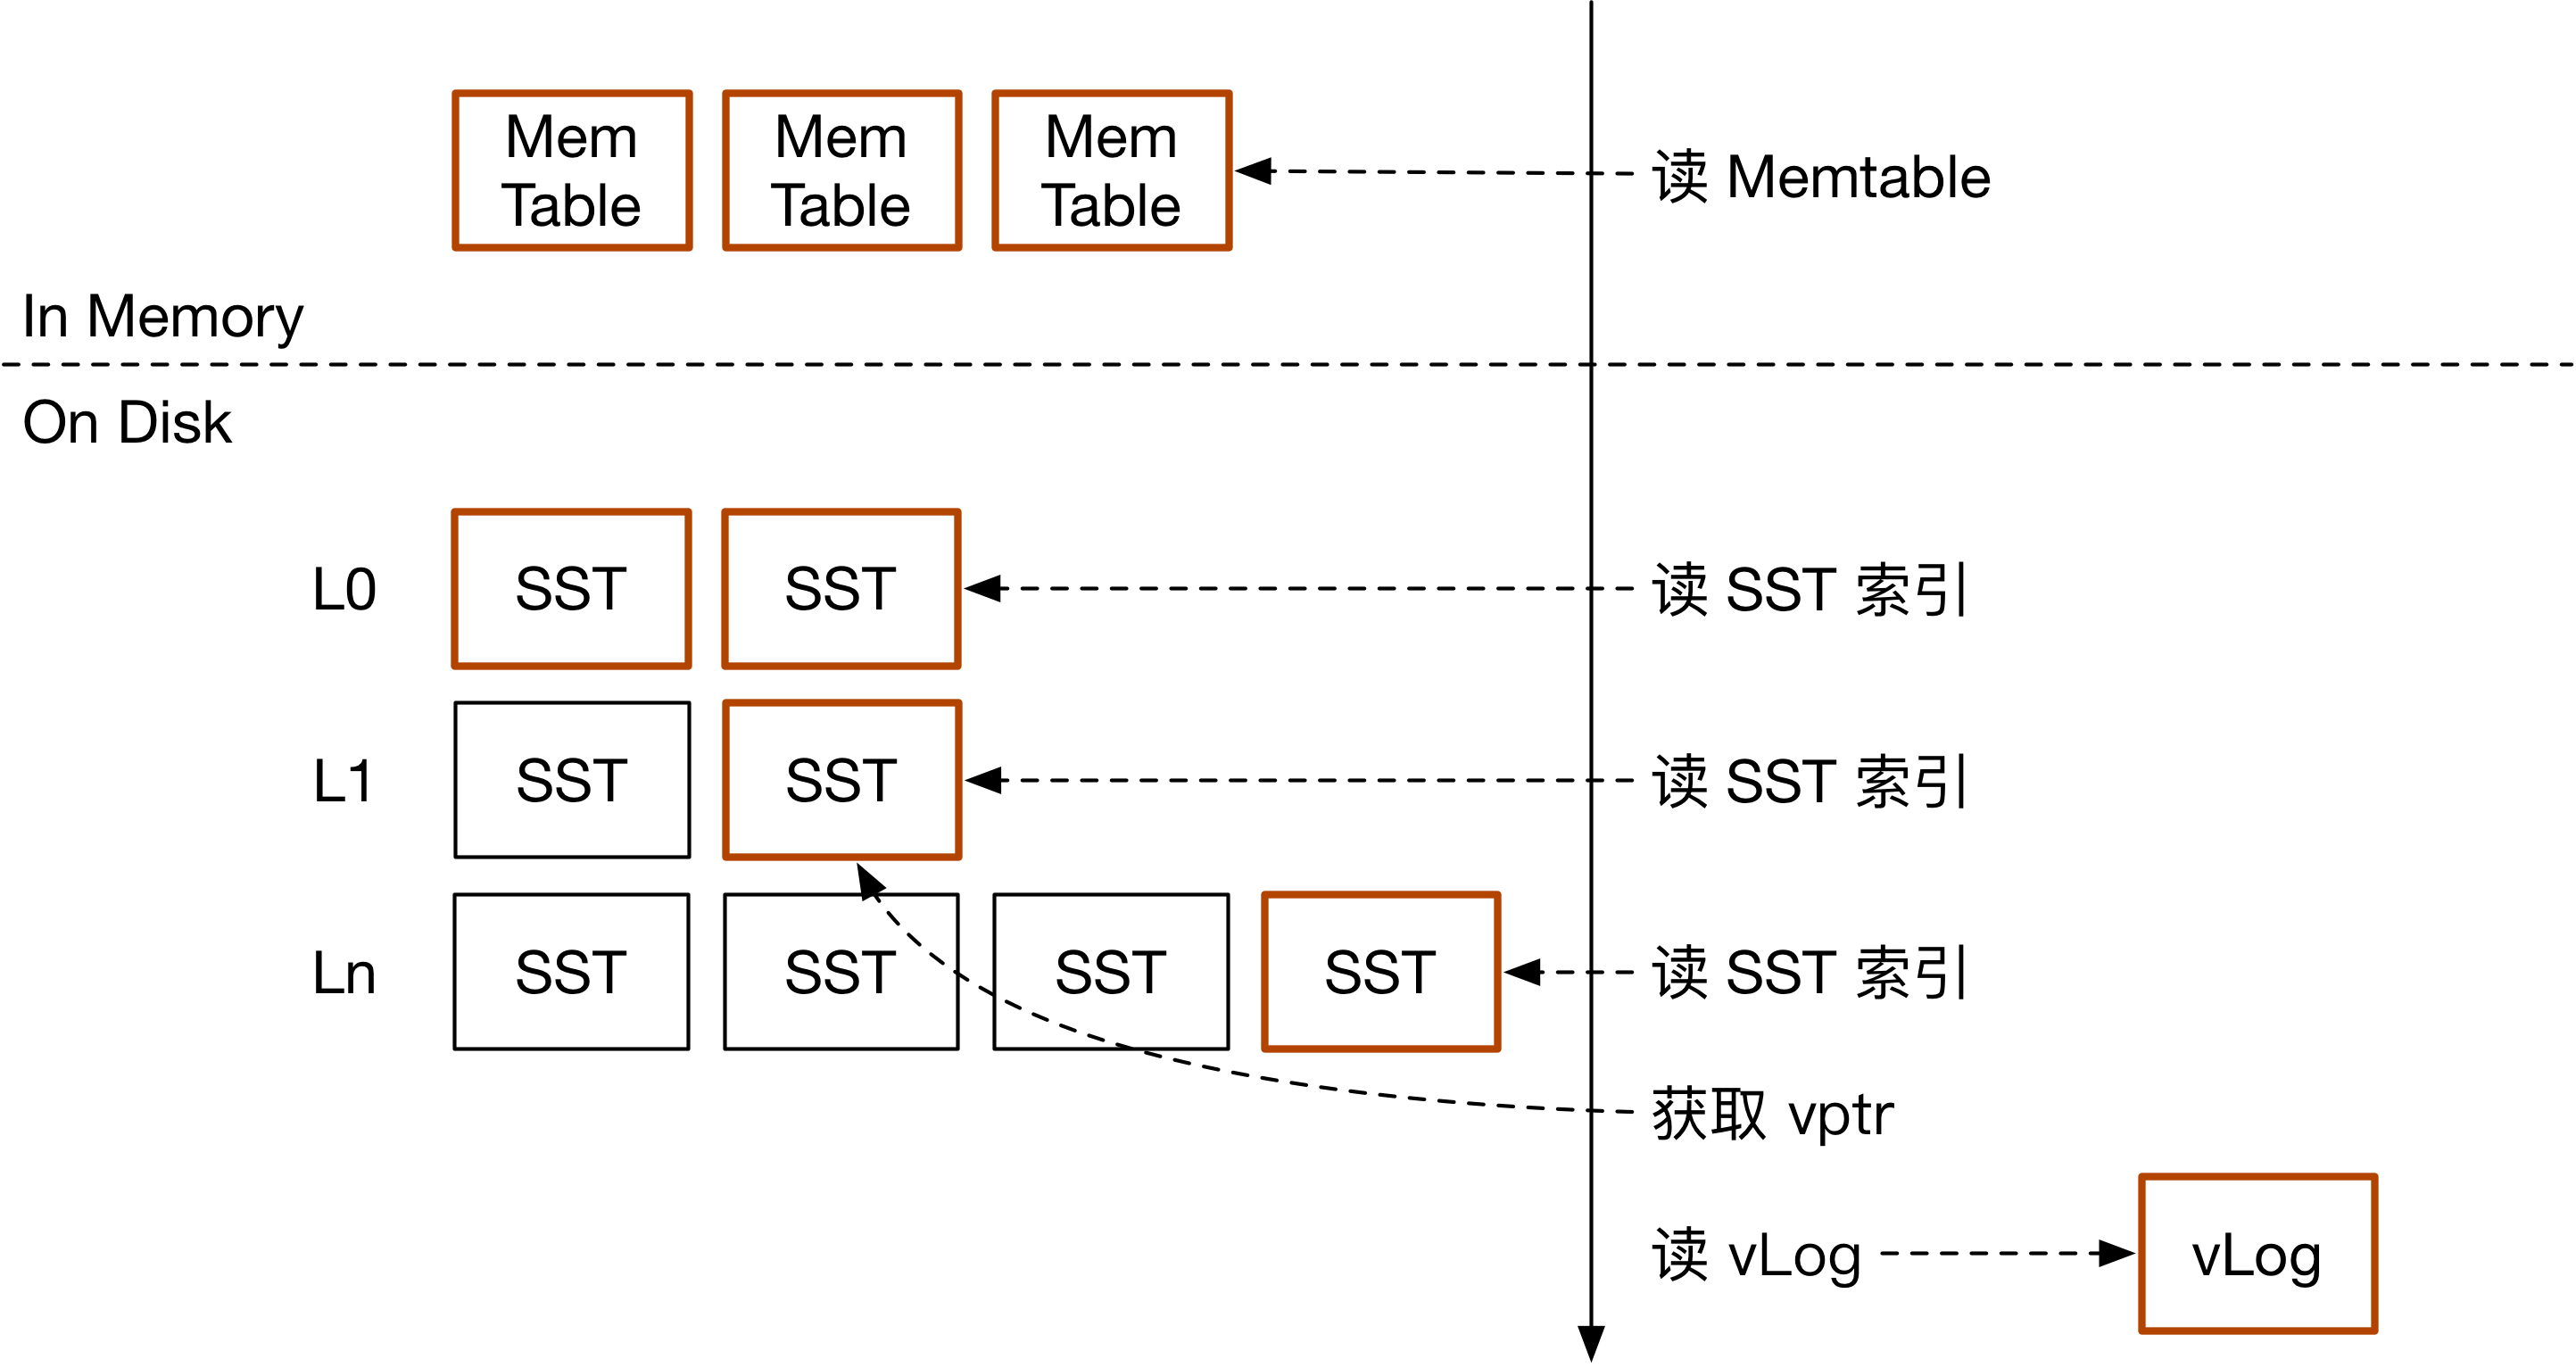 Mem
Table
Mem
Table
Mem
Table
读 Memtable
In Memory
On Disk
L0
SST
SST
读 SST 索引
L1
SST
SST
读 SST 索引
Ln
SST
SST
SST
SST
读 SST 索引
获取 vptr
读 vLog
vLog